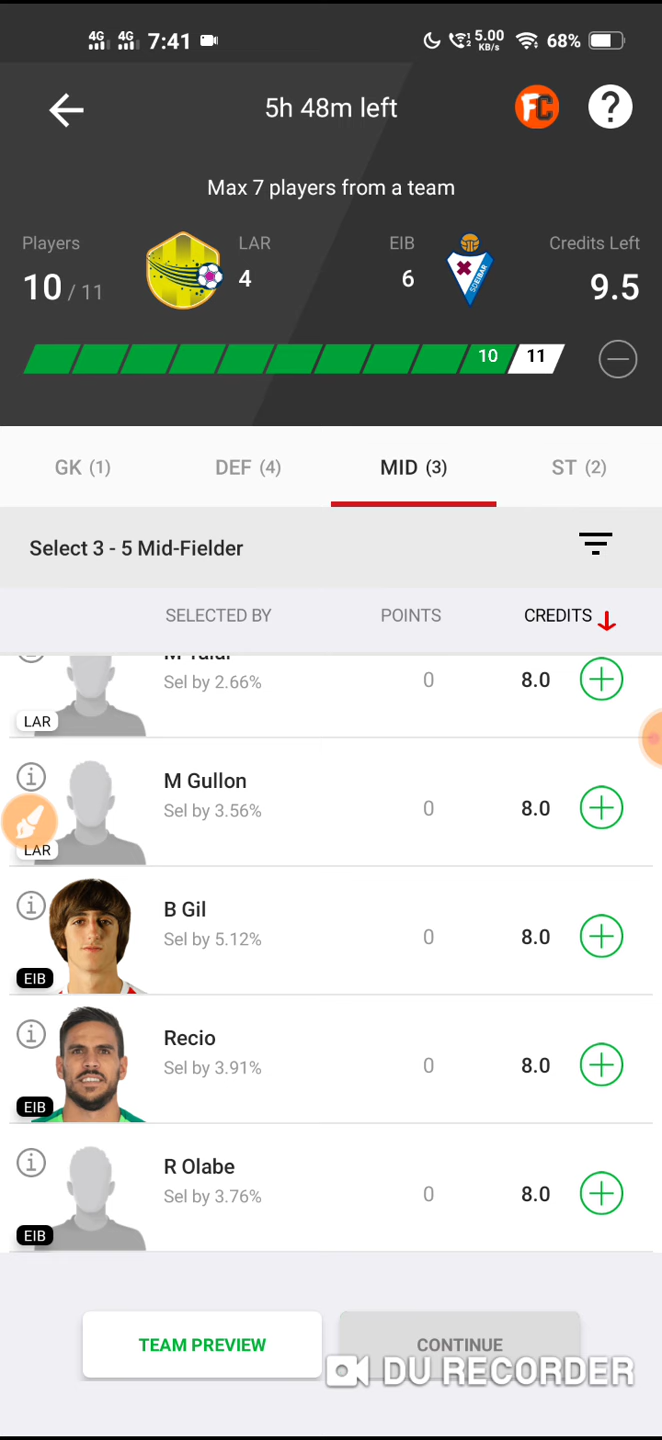 4G 4G 7:41 2 5.00 KB/s 68%
5h 48m left FC ?
Max 7 players from a team
Players LAR EIB Credits Left
10 / 11 4 6 9.5
SD EIBAR
10 11
GK (1) DEF (4) MID (3) ST (2)
Select 3 - 5 Mid-Fielder
SELECTED BY POINTS CREDITS
Sel by 2.66% 0 8.0
LAR
M Gullon
Sel by 3.56% 0 8.0
LAR
B Gil
Sel by 5.12% 0 8.0
EIB
Recio
Sel by 3.91% 0 8.0
EIB
R Olabe
Sel by 3.76% 0 8.0
EIB
TEAM PREVIEW CONTINUE
DU RECORDER